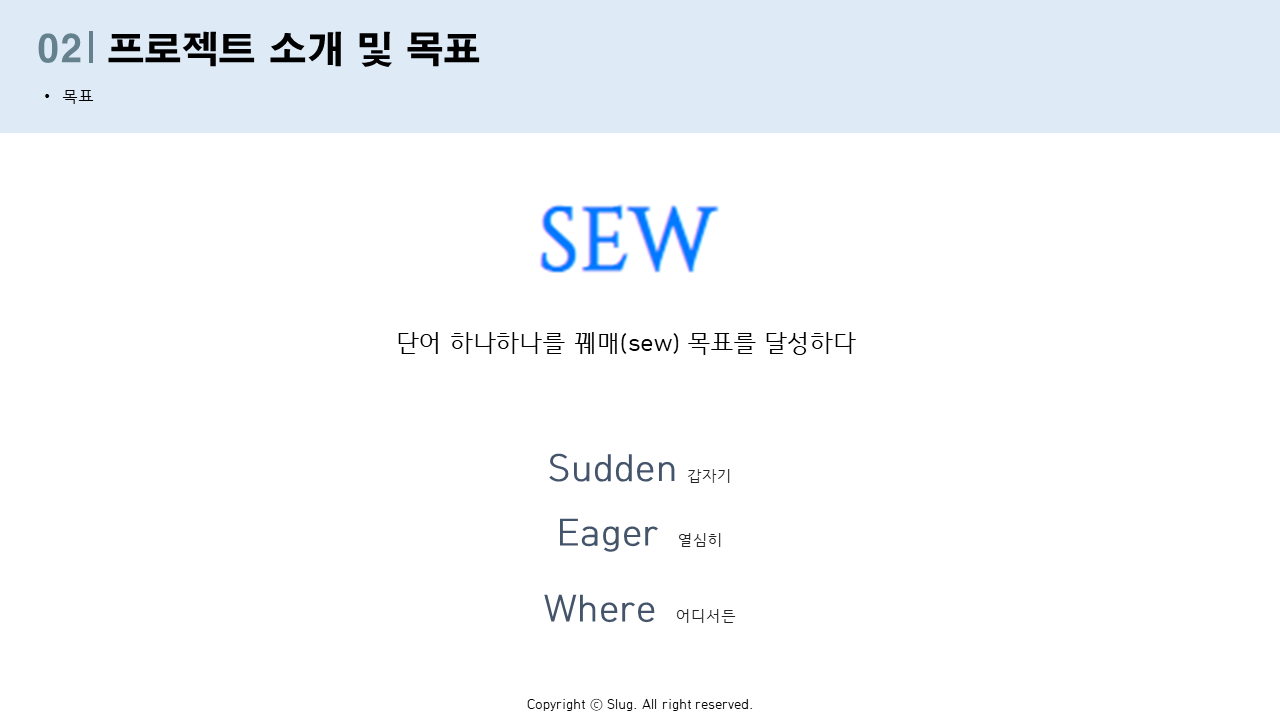 02| 프로젝트 소개 및 목표
• 목표
SEW
단어 하나하나를 꿰매(sew) 목표를 달성하다
Sudden 갑자기
Eager 열심히
Where 어디서든
Copyright ⓒ Slug. All right reserved.